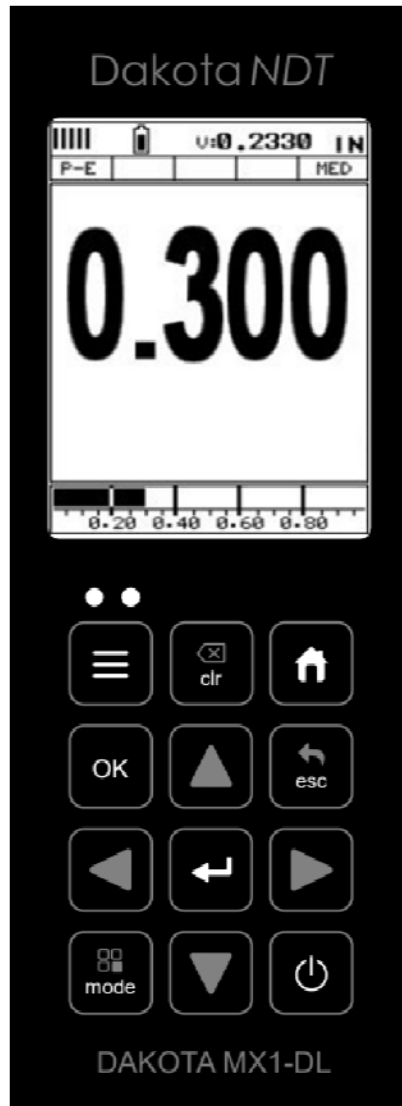 Dakota NDT
υ:0.2330 IN
P-E MED
0.300
0.20 0.40 0.60 0.80
clr
OK
esc
mode
DAKOTA MX1-DL